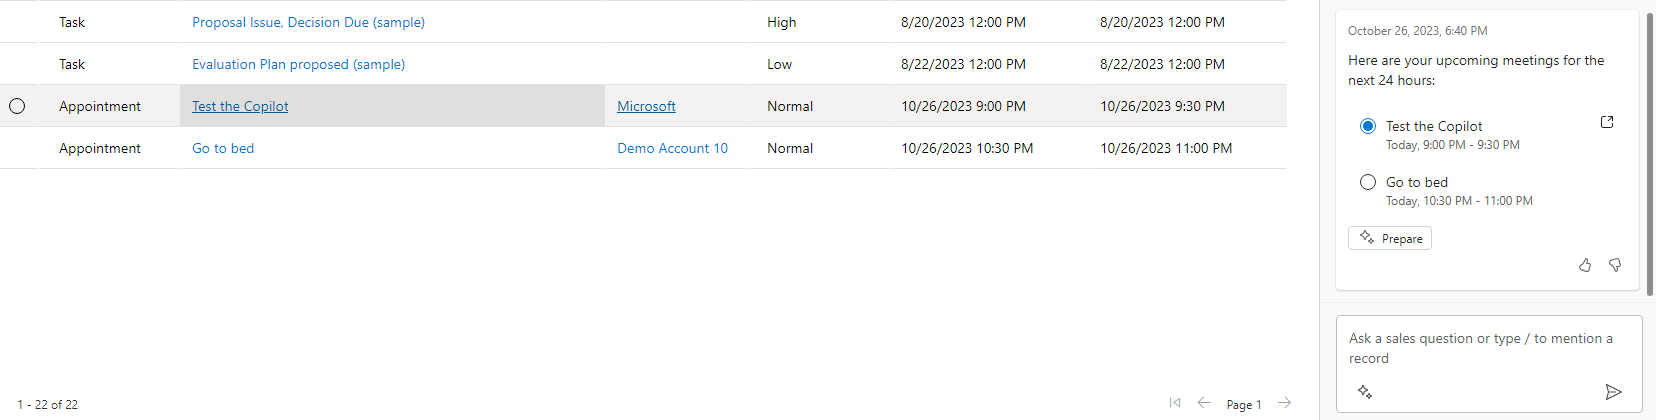 Task Proposal Issue, Decision Due (sample) High 8/20/2023 12:00 PM 8/20/2023 12:00 PM
Task Evaluation Plan proposed (sample) Low 8/22/2023 12:00 PM 8/22/2023 12:00 PM
Appointment Test the Copilot Microsoft Normal 10/26/2023 9:00 PM 10/26/2023 9:30 PM
Appointment Go to bed Demo Account 10 Normal 10/26/2023 10:30 PM 10/26/2023 11:00 PM
1 - 22 of 22
Page 1
October 26, 2023, 6:40 PM
Here are your upcoming meetings for the
next 24 hours:
Test the Copilot
Today, 9:00 PM - 9:30 PM
Go to bed
Today, 10:30 PM - 11:00 PM
Prepare
Ask a sales question or type / to mention a
record